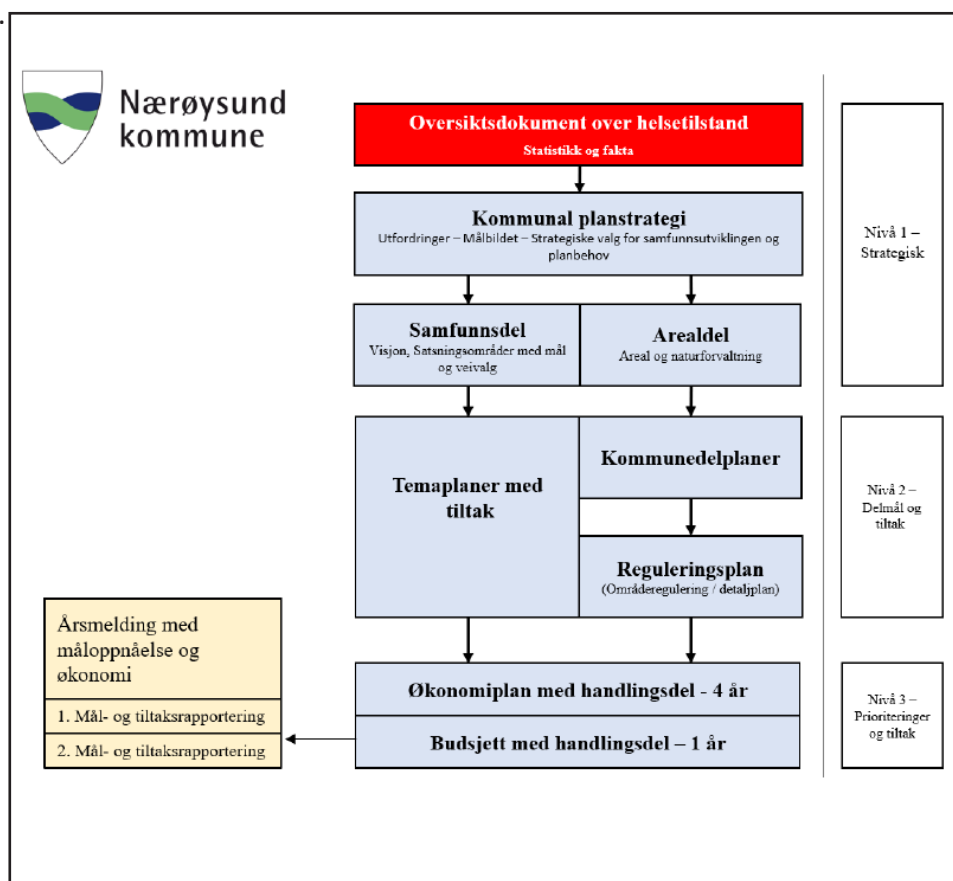 .
Nærøysund
kommune
Oversiktsdokument over helsetilstand
Statistikk og fakta
Kommunal planstrategi
Utfordringer – Målbildet – Strategiske valg for samfunnsutviklingen og
planbehov
Samfunnsdel
Visjon, Satsningsområder med mål
og veivalg
Arealdel
Areal og naturforvaltning
Nivå 1 –
Strategisk
Temaplaner med
tiltak
Kommunedelplaner
Reguleringsplan
(Områderegulering / detaljplan)
Nivå 2 –
Delmål og
tiltak
Økonomiplan med handlingsdel - 4 år
Budsjett med handlingsdel – 1 år
Nivå 3 –
Prioriteringer
og tiltak
Årsmelding med
måloppnåelse og
økonomi
1. Mål- og tiltaksrapportering
2. Mål- og tiltaksrapportering